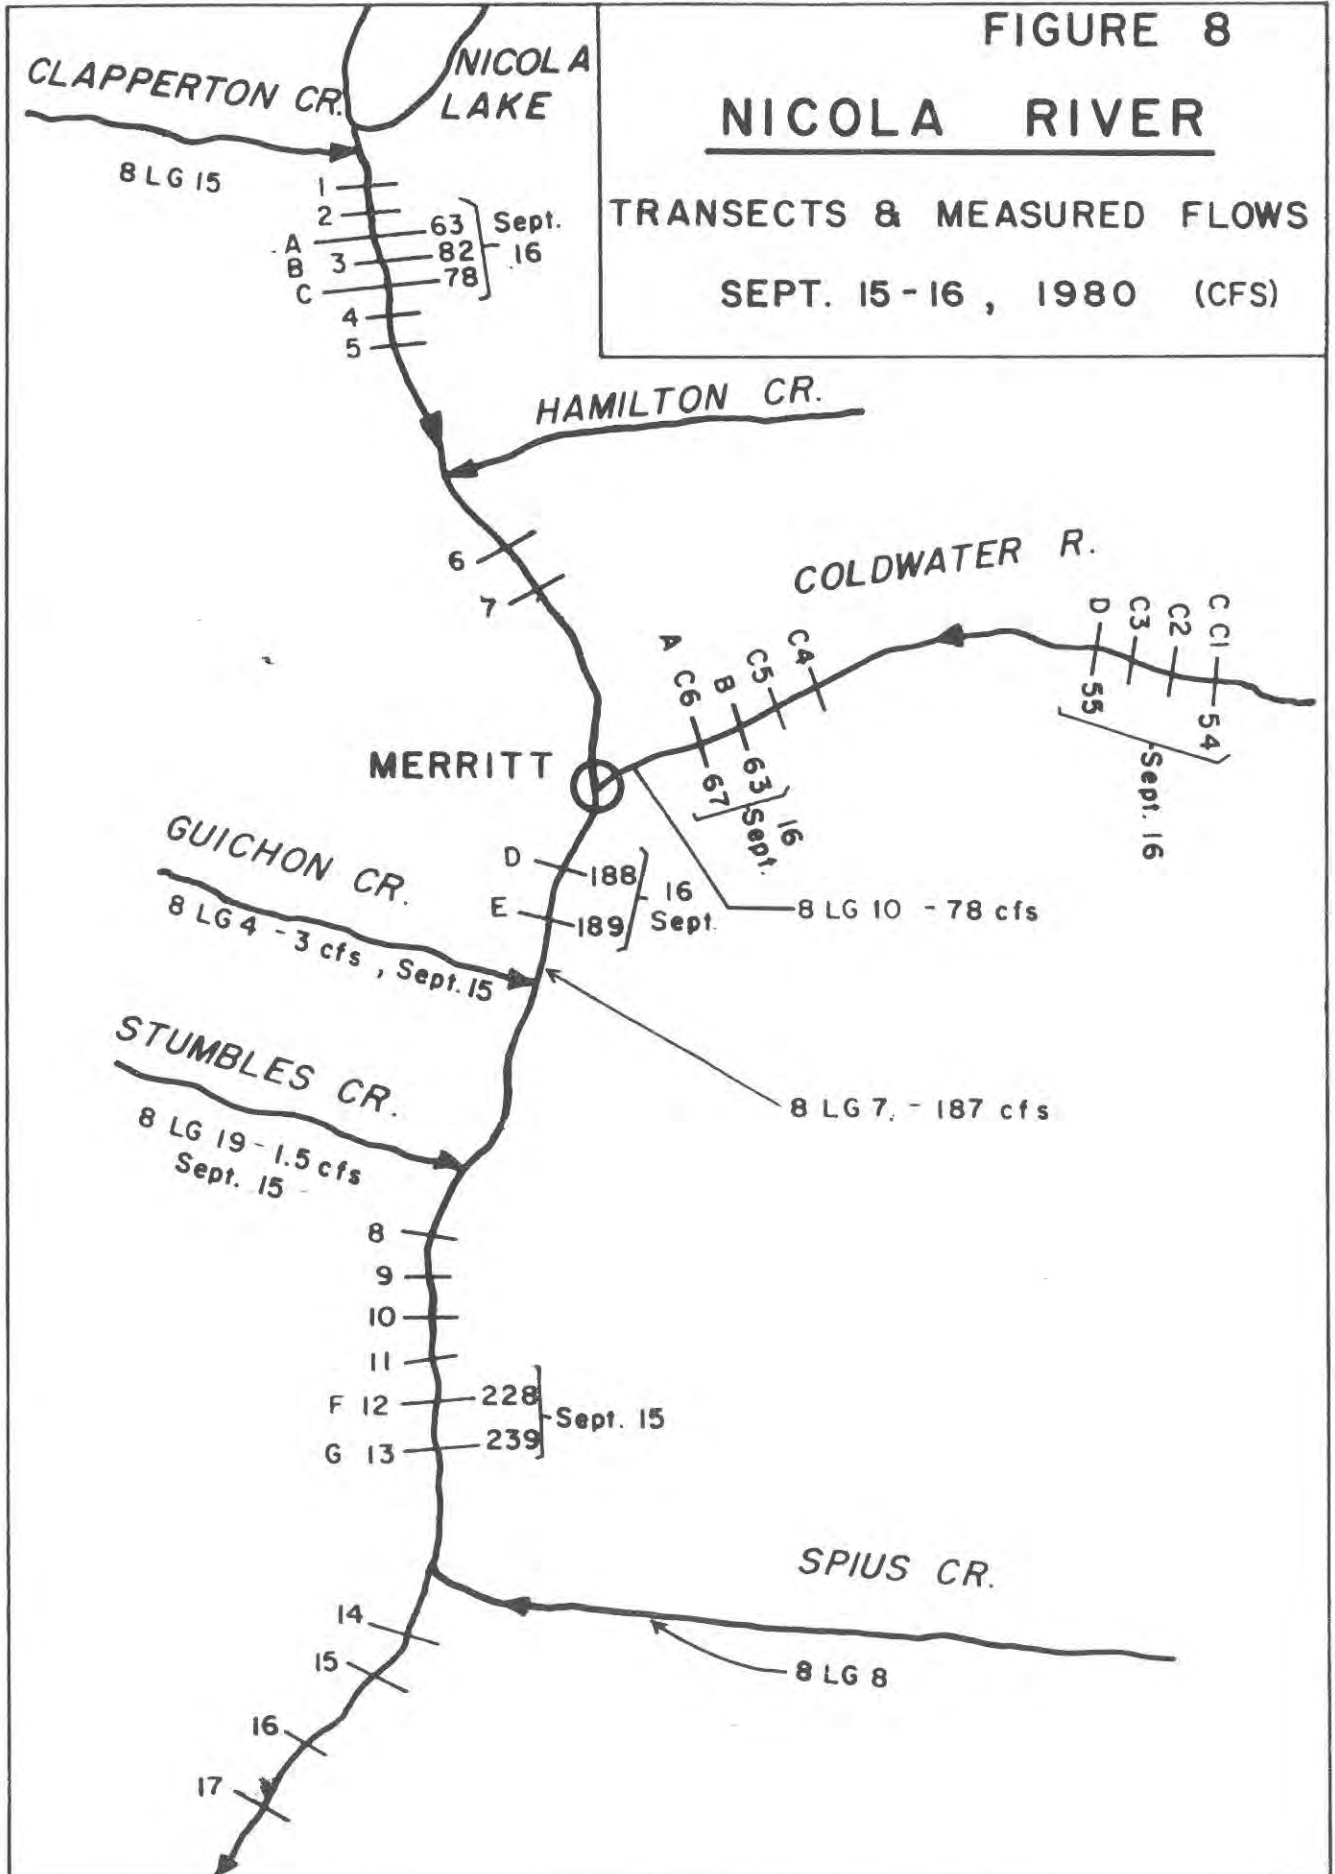 FIGURE 8
NICOLA RIVER
TRANSECTS & MEASURED FLOWS
SEPT. 15-16, 1980 (CFS)
NICOLA
LAKE
CLAPPERTON CR.
8 LG 15
1
2
A 63
B 3 82
C 78
Sept.
16
4
5
HAMILTON CR.
6
7
COLDWATER R.
C C1 54
C2
C3
D 55
Sept. 16
C4
C5
B 63
A C6 67
16
Sept.
MERRITT
8 LG 10 - 78 cfs
D 188
E 189
16
Sept.
GUICHON CR.
8 LG 4 - 3 cfs, Sept. 15
8 LG 7. - 187 cfs
STUMBLES CR.
8 LG 19 - 1.5 cfs
Sept. 15
8
9
10
11
F 12 228
G 13 239
Sept. 15
SPIUS CR.
8 LG 8
14
15
16
17